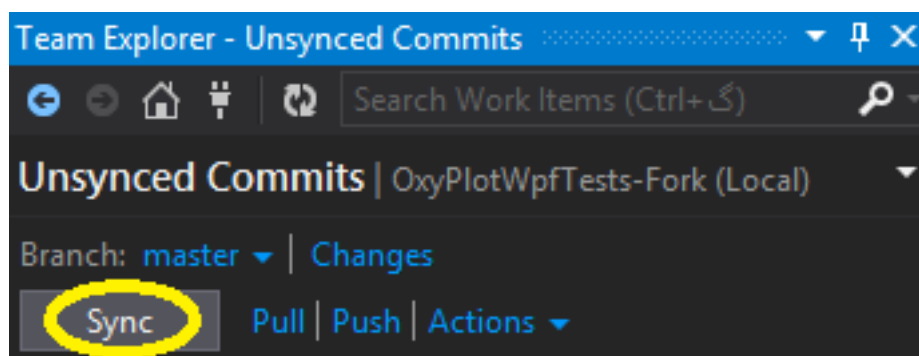 Team Explorer - Unsynced Commits
Search Work Items (Ctrl+گ)
Unsynced Commits | OxyPlotWpfTests-Fork (Local)
Branch: master | Changes
Sync Pull | Push | Actions